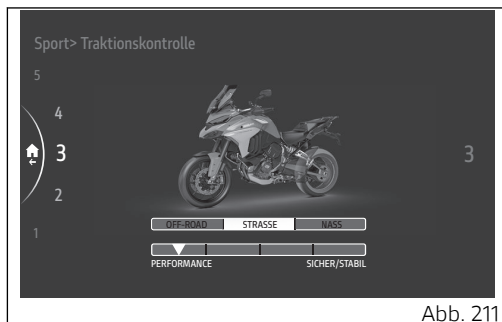 Sport> Traktionskontrolle
5
4
3
3
2
1
OFF-ROAD STRASSE NASS
PERFORMANCE SICHER/STABIL
Abb. 211